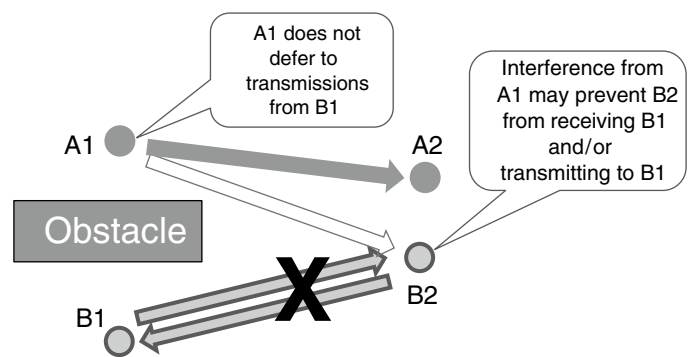 A1 does not
defer to
transmissions
from B1
Interference from
A1 may prevent B2
from receiving B1
and/or
transmitting to B1
A1
A2
Obstacle
X
B2
B1